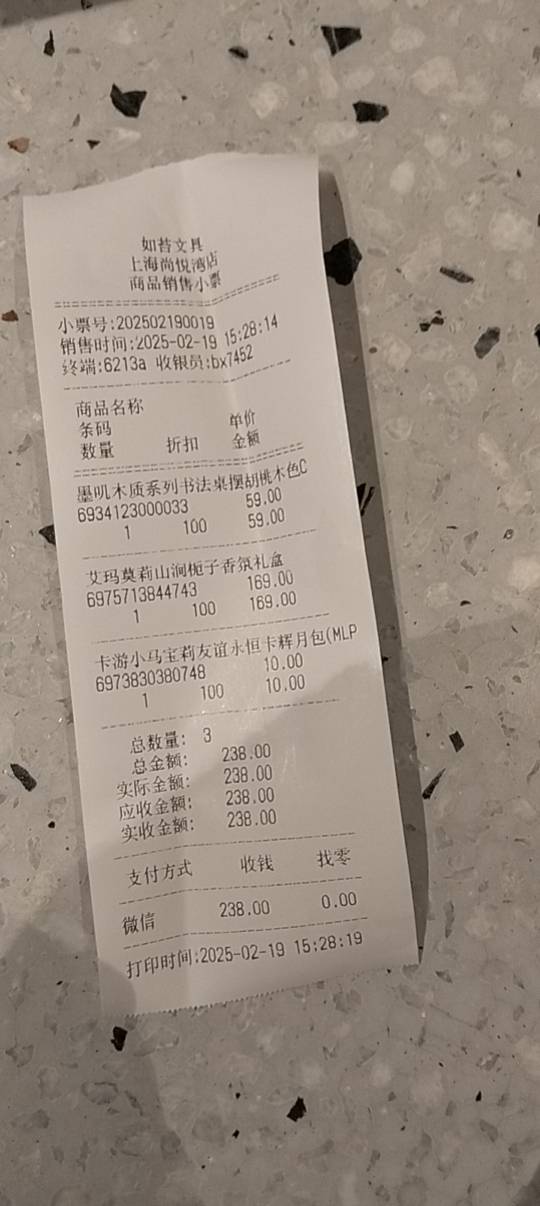 如苔文具
上海尚悦湾店
商品销售小票
小票号:202502190019
销售时间:2025-02-19 15:28:14
终端:6213a 收银员:bx7452
商品名称
条码 单价
数量 折扣 金额
墨叽木质系列书法桌摆胡桃木色C
6934123000033 59.00
1 100 59.00
艾玛莫莉山涧栀子香氛礼盒
6975713844743 169.00
1 100 169.00
卡游小马宝莉友谊永恒卡辉月包(MLP
6973830380748 10.00
1 100 10.00
总数量: 3
总金额: 238.00
实际金额: 238.00
应收金额: 238.00
实收金额: 238.00
支付方式 收钱 找零
微信 238.00 0.00
打印时间:2025-02-19 15:28:19